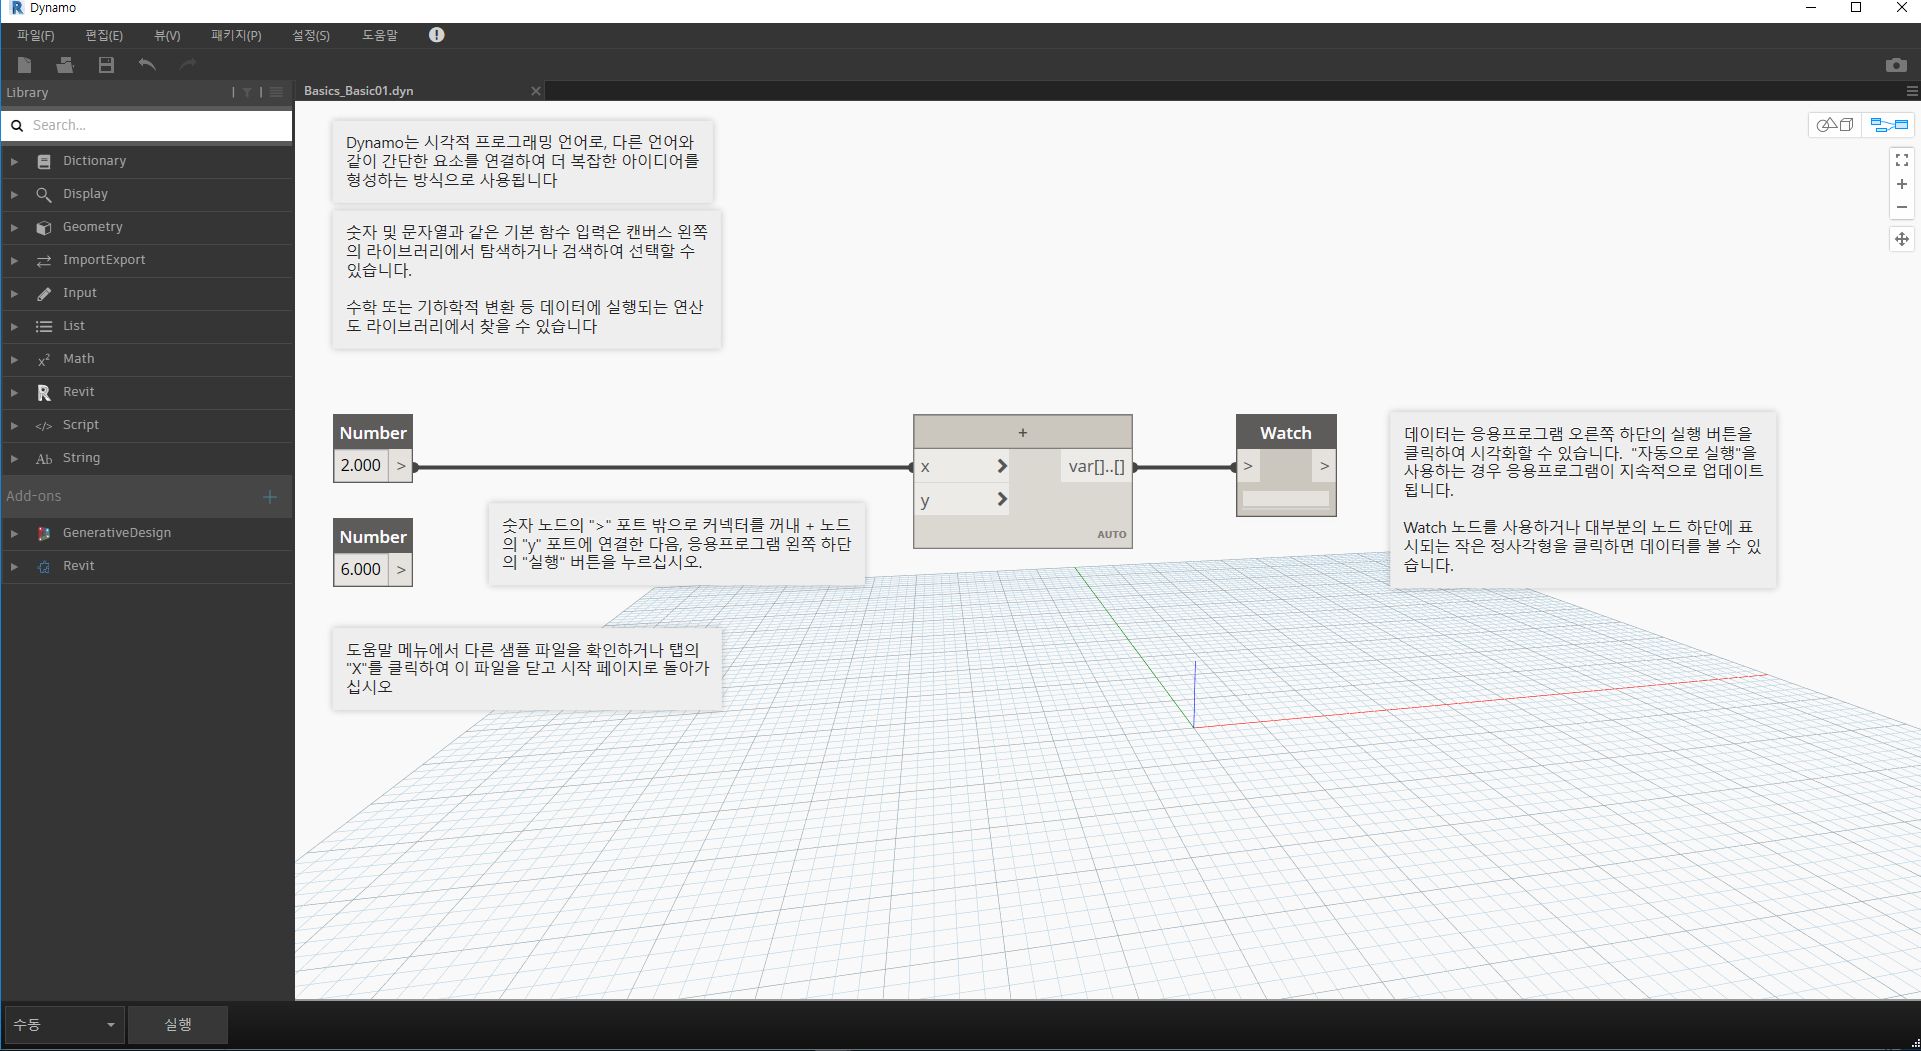 Dynamo
파일(F) 편집(E) 뷰(V) 패키지(P) 설정(S) 도움말
Library
Search...
Dictionary
Display
Geometry
ImportExport
Input
List
Math
Revit
Script
String
Add-ons
GenerativeDesign
Revit
Basics_Basic01.dyn
Dynamo는 시각적 프로그래밍 언어로, 다른 언어와
같이 간단한 요소를 연결하여 더 복잡한 아이디어를
형성하는 방식으로 사용됩니다
숫자 및 문자열과 같은 기본 함수 입력은 캔버스 왼쪽
의 라이브러리에서 탐색하거나 검색하여 선택할 수
있습니다.
수학 또는 기하학적 변환 등 데이터에 실행되는 연산
도 라이브러리에서 찾을 수 있습니다
Number
2.000 >
Number
6.000 >
숫자 노드의 ">" 포트 밖으로 커넥터를 꺼내 + 노드
의 "y" 포트에 연결한 다음, 응용프로그램 왼쪽 하단
의 "실행" 버튼을 누르십시오.
+
x > var[]..[]
y >
AUTO
Watch
> >
데이터는 응용프로그램 오른쪽 하단의 실행 버튼을
클릭하여 시각화할 수 있습니다. "자동으로 실행"을
사용하는 경우 응용프로그램이 지속적으로 업데이트
됩니다.
Watch 노드를 사용하거나 대부분의 노드 하단에 표
시되는 작은 정사각형을 클릭하면 데이터를 볼 수 있
습니다.
도움말 메뉴에서 다른 샘플 파일을 확인하거나 탭의
"X"를 클릭하여 이 파일을 닫고 시작 페이지로 돌아가
십시오
수동 실행